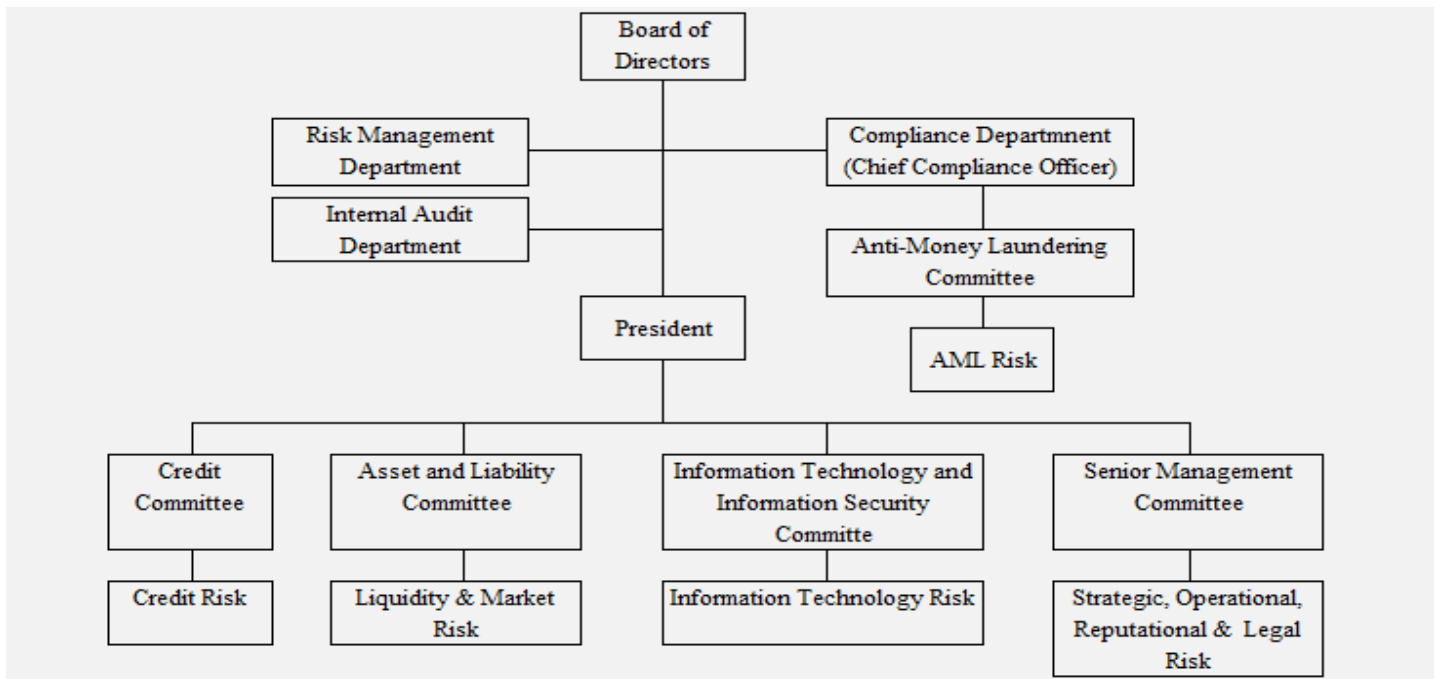 Board of
Directors
Risk Management
Department
Compliance Departmnent
(Chief Compliance Officer)
Internal Audit
Department
Anti-Money Laundering
Committee
President
AML Risk
Credit
Committee
Asset and Liability
Committee
Information Technology and
Information Security
Committe
Senior Management
Committee
Credit Risk
Liquidity & Market
Risk
Information Technology Risk
Strategic, Operational,
Reputational & Legal
Risk